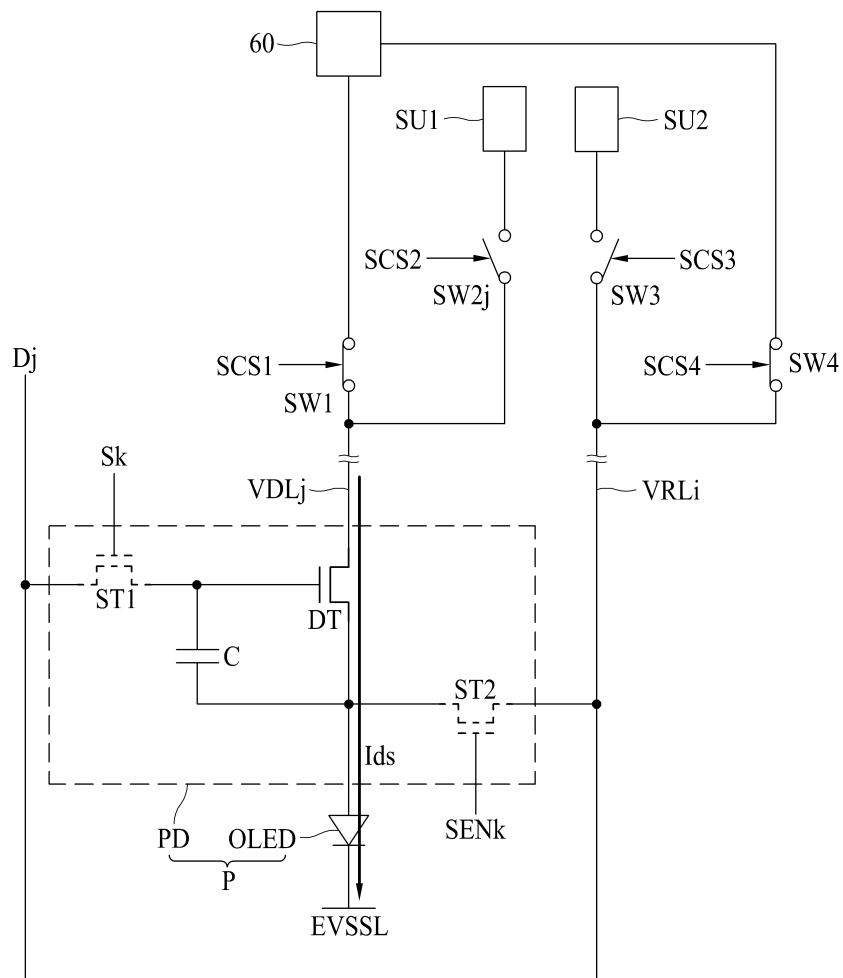 60
SU1
SU2
SCS2
SW2j
SCS3
SW3
SCS1
SW1
SCS4
SW4
Dj
Sk
VDLj
VRLi
ST1
DT
C
ST2
Ids
SENk
PD
OLED
P
EVSSL